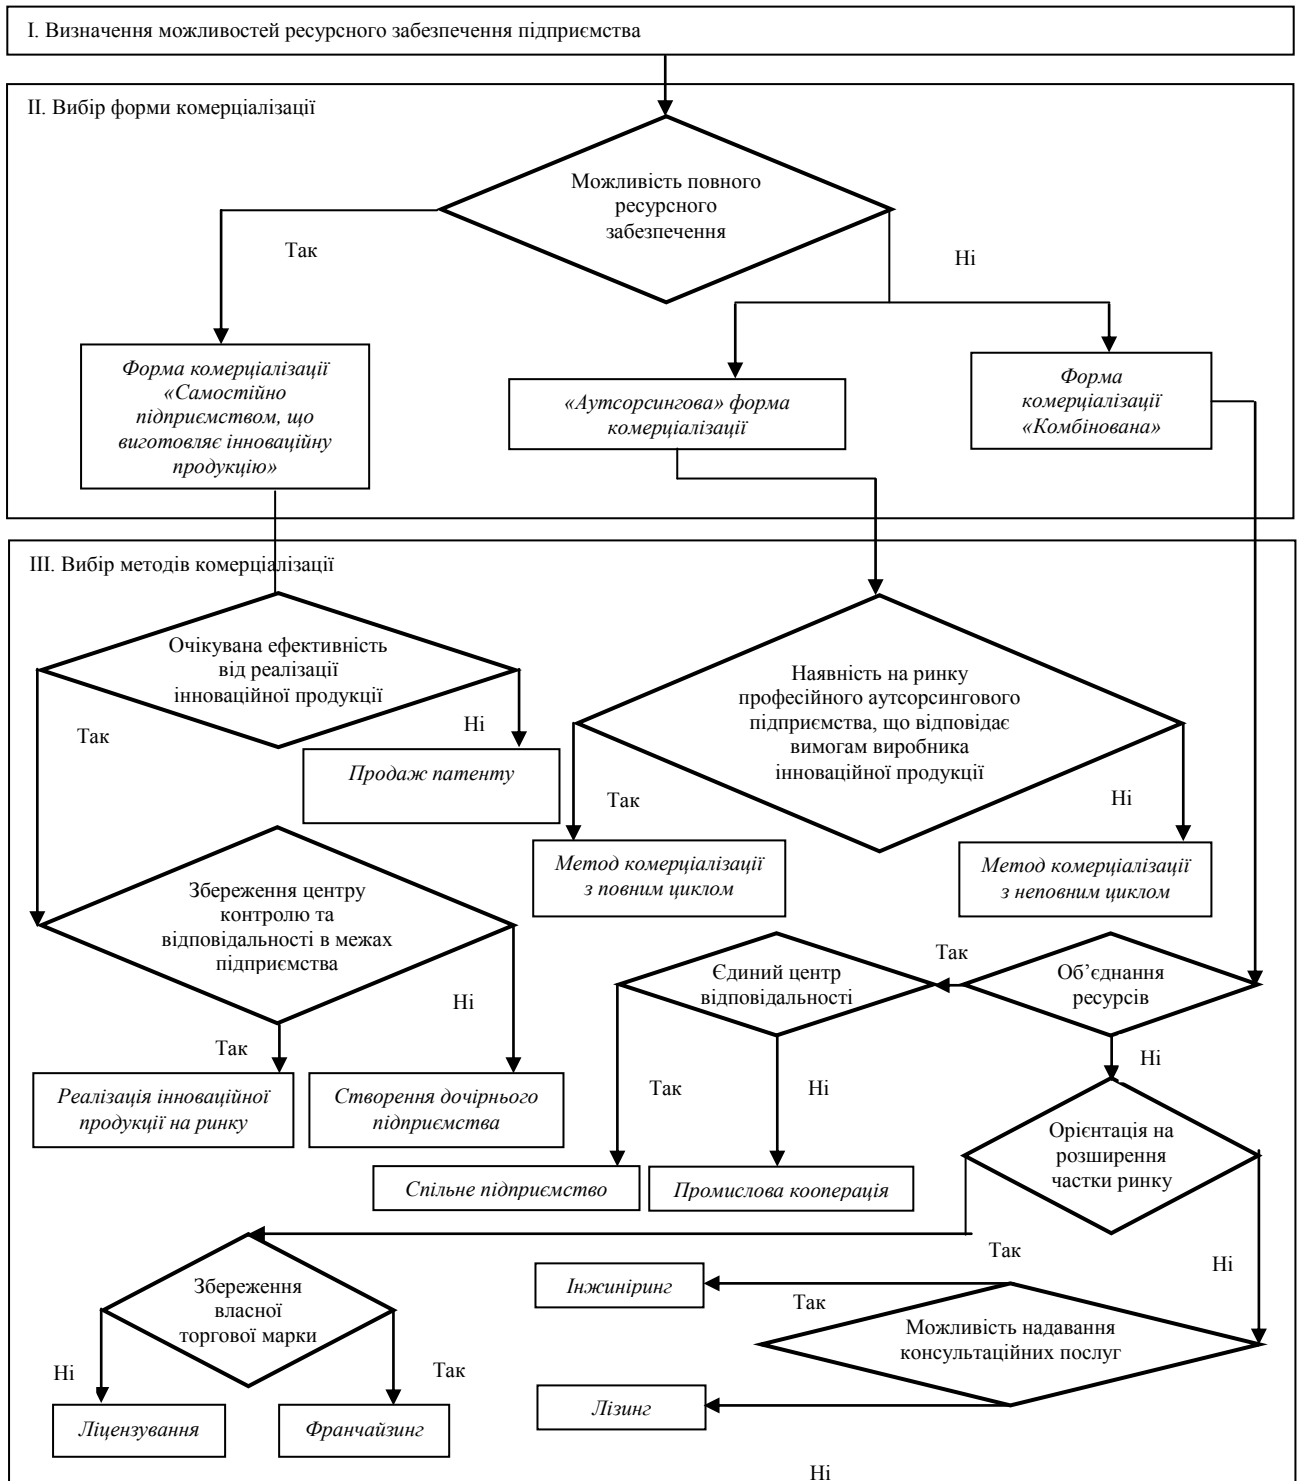 I. Визначення можливостей ресурсного забезпечення підприємства
II. Вибір форми комерціалізації
Можливість повного
ресурсного
забезпечення
Так
Ні
Форма комерціалізації
«Самостійно
підприємством, що
виготовляє інноваційну
продукцію»
«Аутсорсингова» форма
комерціалізації
Форма
комерціалізації
«Комбінована»
III. Вибір методів комерціалізації
Очікувана ефективність
від реалізації
інноваційної продукції
Так
Ні
Продаж патенту
Наявність на ринку
професійного аутсорсингового
підприємства, що відповідає
вимогам виробника
інноваційної продукції
Так
Ні
Метод комерціалізації
з повним циклом
Метод комерціалізації
з неповним циклом
Збереження центру
контролю та
відповідальності в межах
підприємства
Так
Ні
Реалізація інноваційної
продукції на ринку
Створення дочірнього
підприємства
Єдиний центр
відповідальності
Так
Об’єднання
ресурсів
Так
Ні
Ні
Спільне підприємство
Промислова кооперація
Орієнтація на
розширення
частки ринку
Так
Ні
Збереження
власної
торгової марки
Ні
Так
Ліцензування
Франчайзинг
Інжиніринг
Так
Можливість надавання
консультаційних послуг
Лізинг
Ні